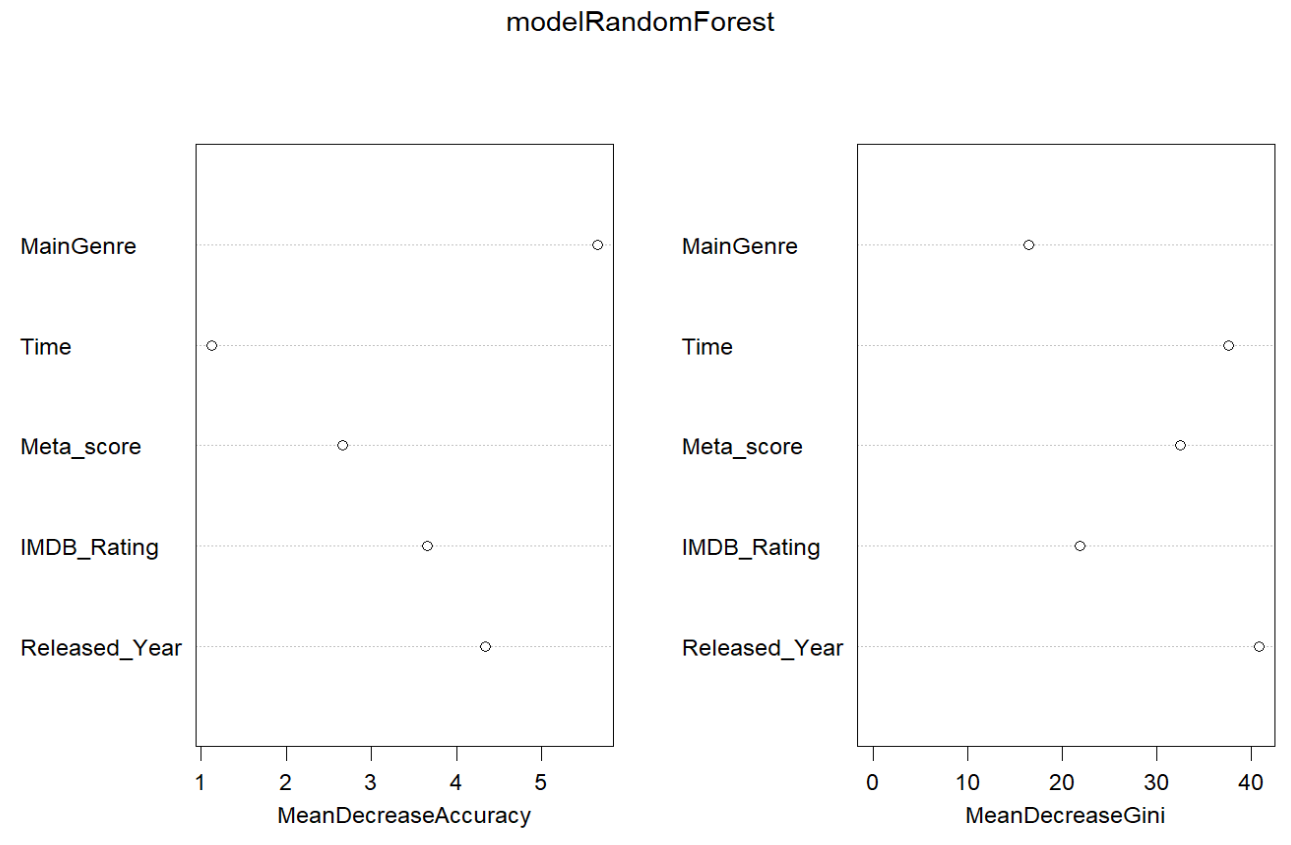 modelRandomForest
MainGenre
Time
Meta_score
IMDB_Rating
Released_Year
1 2 3 4 5
MeanDecreaseAccuracy
MainGenre
Time
Meta_score
IMDB_Rating
Released_Year
0 10 20 30 40
MeanDecreaseGini